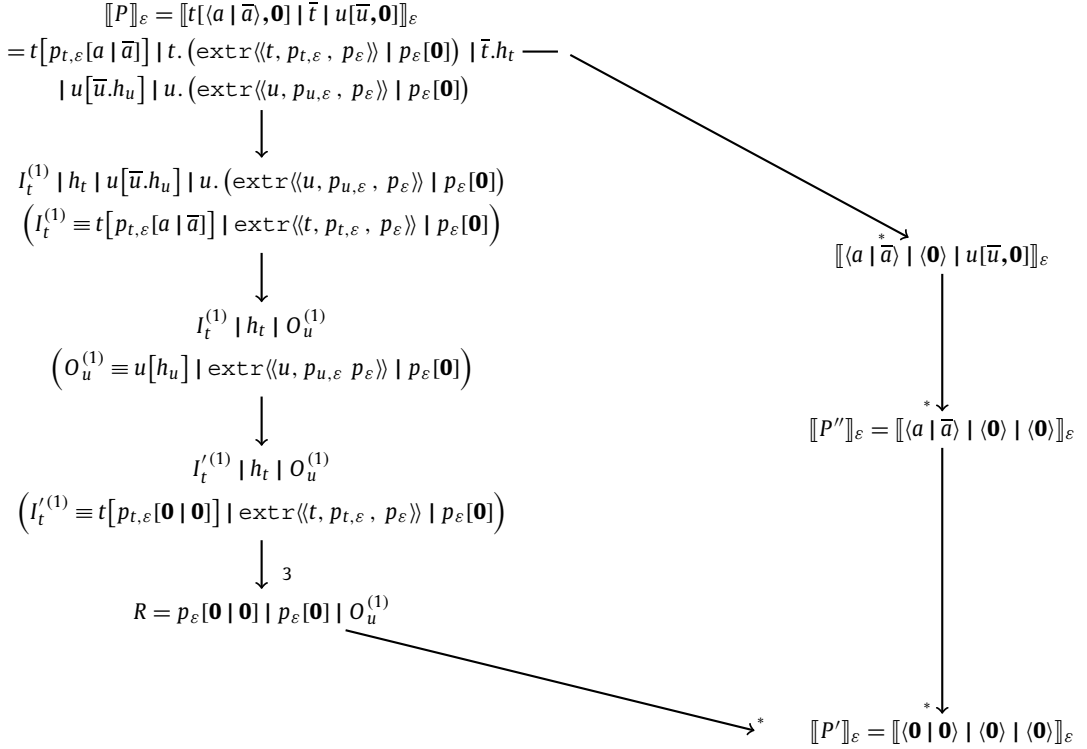 ⟦P⟧_ε = ⟦t[⟨a | a̅⟩, 𝟎] | t̅ | u[u̅, 𝟎]⟧_ε
= t[p_{t,ε}[a | a̅]] | t. (extr⟪t, p_{t,ε} , p_ε⟫ | p_ε[𝟎]) | t̅.h_t
| u[u̅.h_u] | u. (extr⟪u, p_{u,ε} , p_ε⟫ | p_ε[𝟎])
I_t^{(1)} | h_t | u[u̅.h_u] | u. (extr⟪u, p_{u,ε} , p_ε⟫ | p_ε[𝟎])
(I_t^{(1)} ≡ t[p_{t,ε}[a | a̅]] | extr⟪t, p_{t,ε} , p_ε⟫ | p_ε[𝟎])
*
⟦⟨a | a̅⟩ | ⟨𝟎⟩ | u[u̅, 𝟎]⟧_ε
I_t^{(1)} | h_t | O_u^{(1)}
(O_u^{(1)} ≡ u[h_u] | extr⟪u, p_{u,ε} p_ε⟫ | p_ε[𝟎])
*
⟦P″⟧_ε = ⟦⟨a | a̅⟩ | ⟨𝟎⟩ | ⟨𝟎⟩⟧_ε
I_t′^{(1)} | h_t | O_u^{(1)}
(I_t′^{(1)} ≡ t[p_{t,ε}[𝟎 | 𝟎]] | extr⟪t, p_{t,ε} , p_ε⟫ | p_ε[𝟎])
3
R = p_ε[𝟎 | 𝟎] | p_ε[𝟎] | O_u^{(1)}
*
* ⟦P′⟧_ε = ⟦⟨𝟎 | 𝟎⟩ | ⟨𝟎⟩ | ⟨𝟎⟩⟧_ε